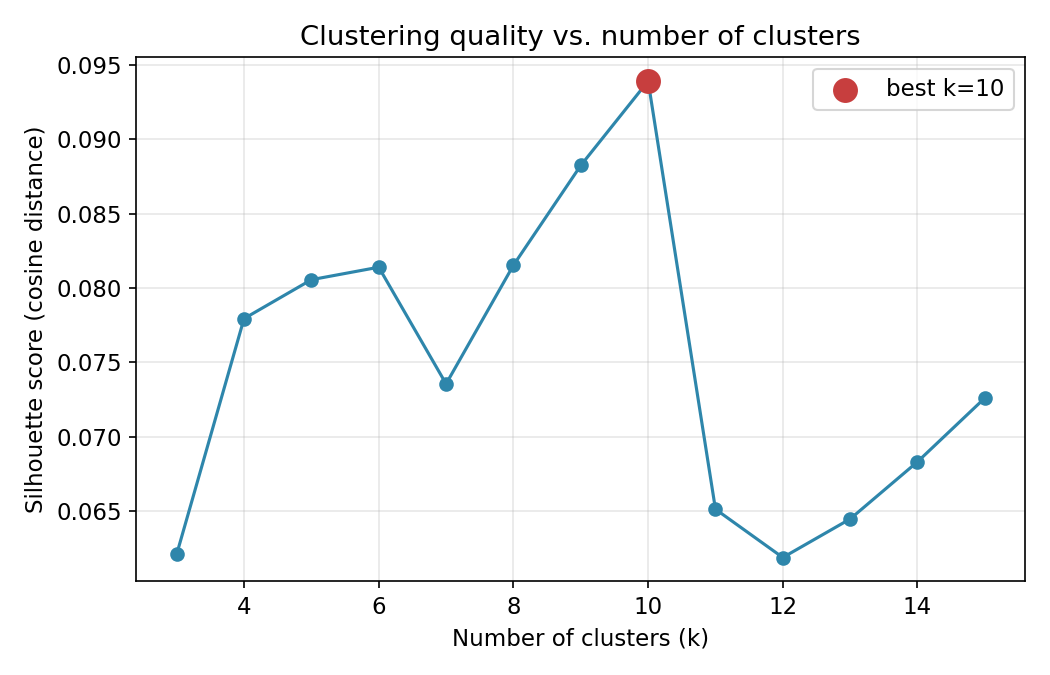 Clustering quality vs. number of clusters
best k=10
Silhouette score (cosine distance)
0.095
0.090
0.085
0.080
0.075
0.070
0.065
4 6 8 10 12 14
Number of clusters (k)